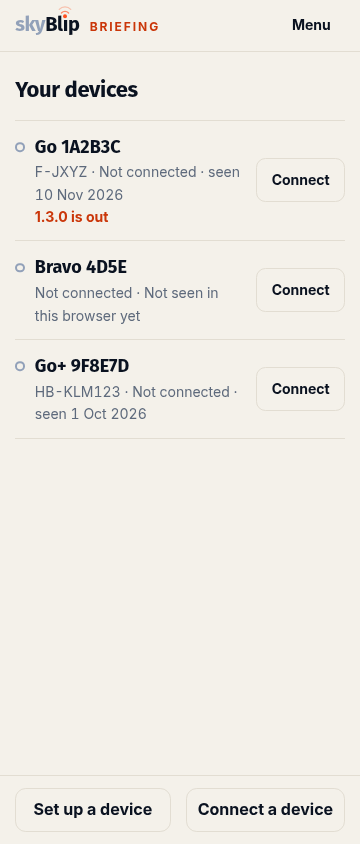 skyBlip BRIEFING
Menu
Your devices
Go 1A2B3C
F-JXYZ · Not connected · seen
10 Nov 2026
1.3.0 is out
Connect
Bravo 4D5E
Not connected · Not seen in
this browser yet
Connect
Go+ 9F8E7D
HB-KLM123 · Not connected ·
seen 1 Oct 2026
Connect
Set up a device
Connect a device